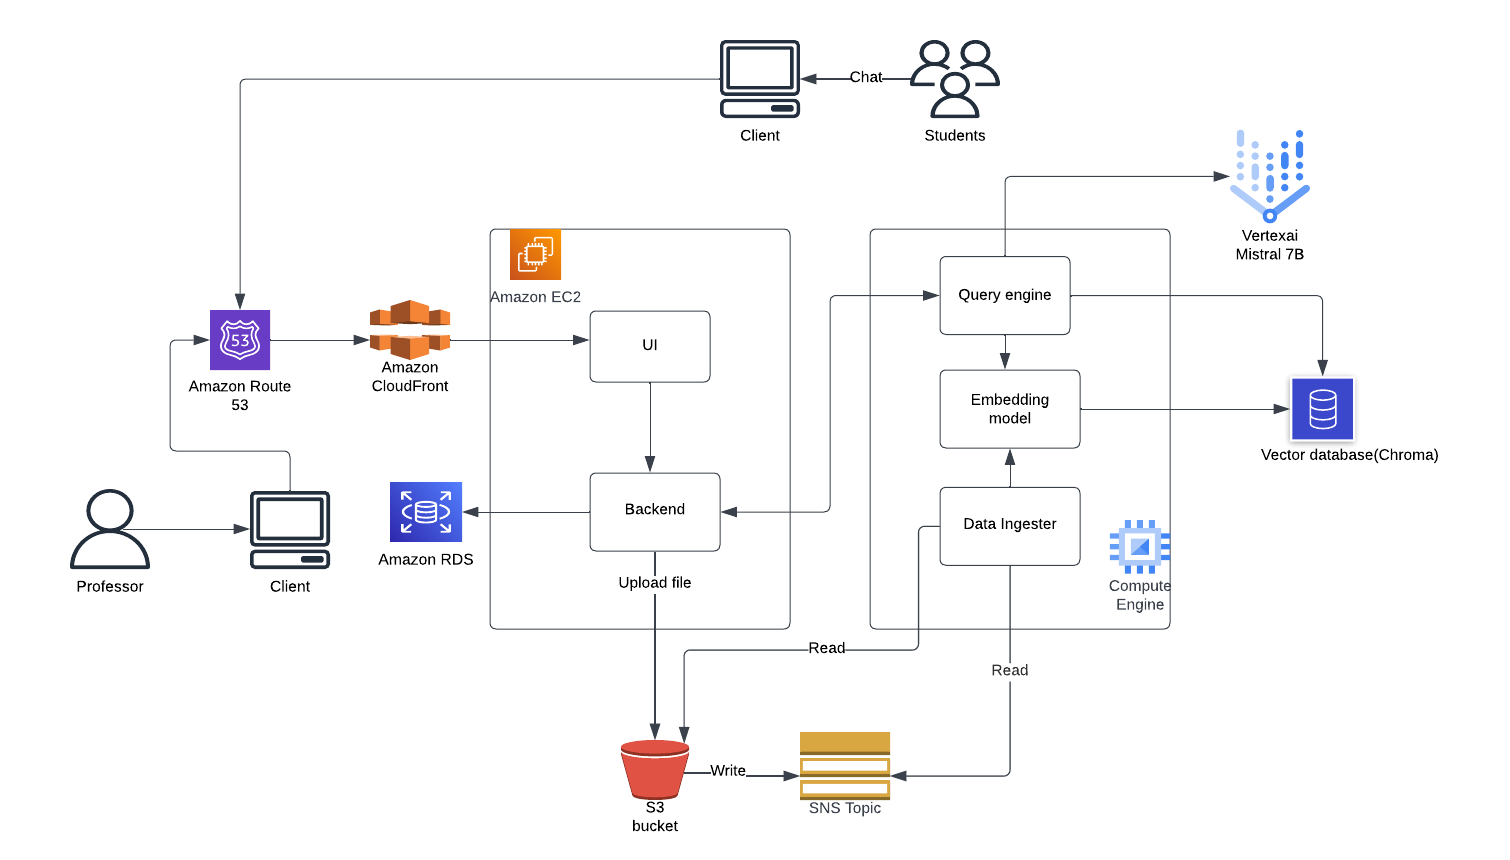 Chat
Client
Students
Vertexai
Mistral 7B
Amazon EC2
Query engine
53
UI
Amazon
CloudFront
Amazon Route
53
Embedding
model
Vector database(Chroma)
Backend
Data Ingester
Amazon RDS
Professor
Client
Upload file
Compute
Engine
Read
Read
Write
S3
bucket
SNS Topic